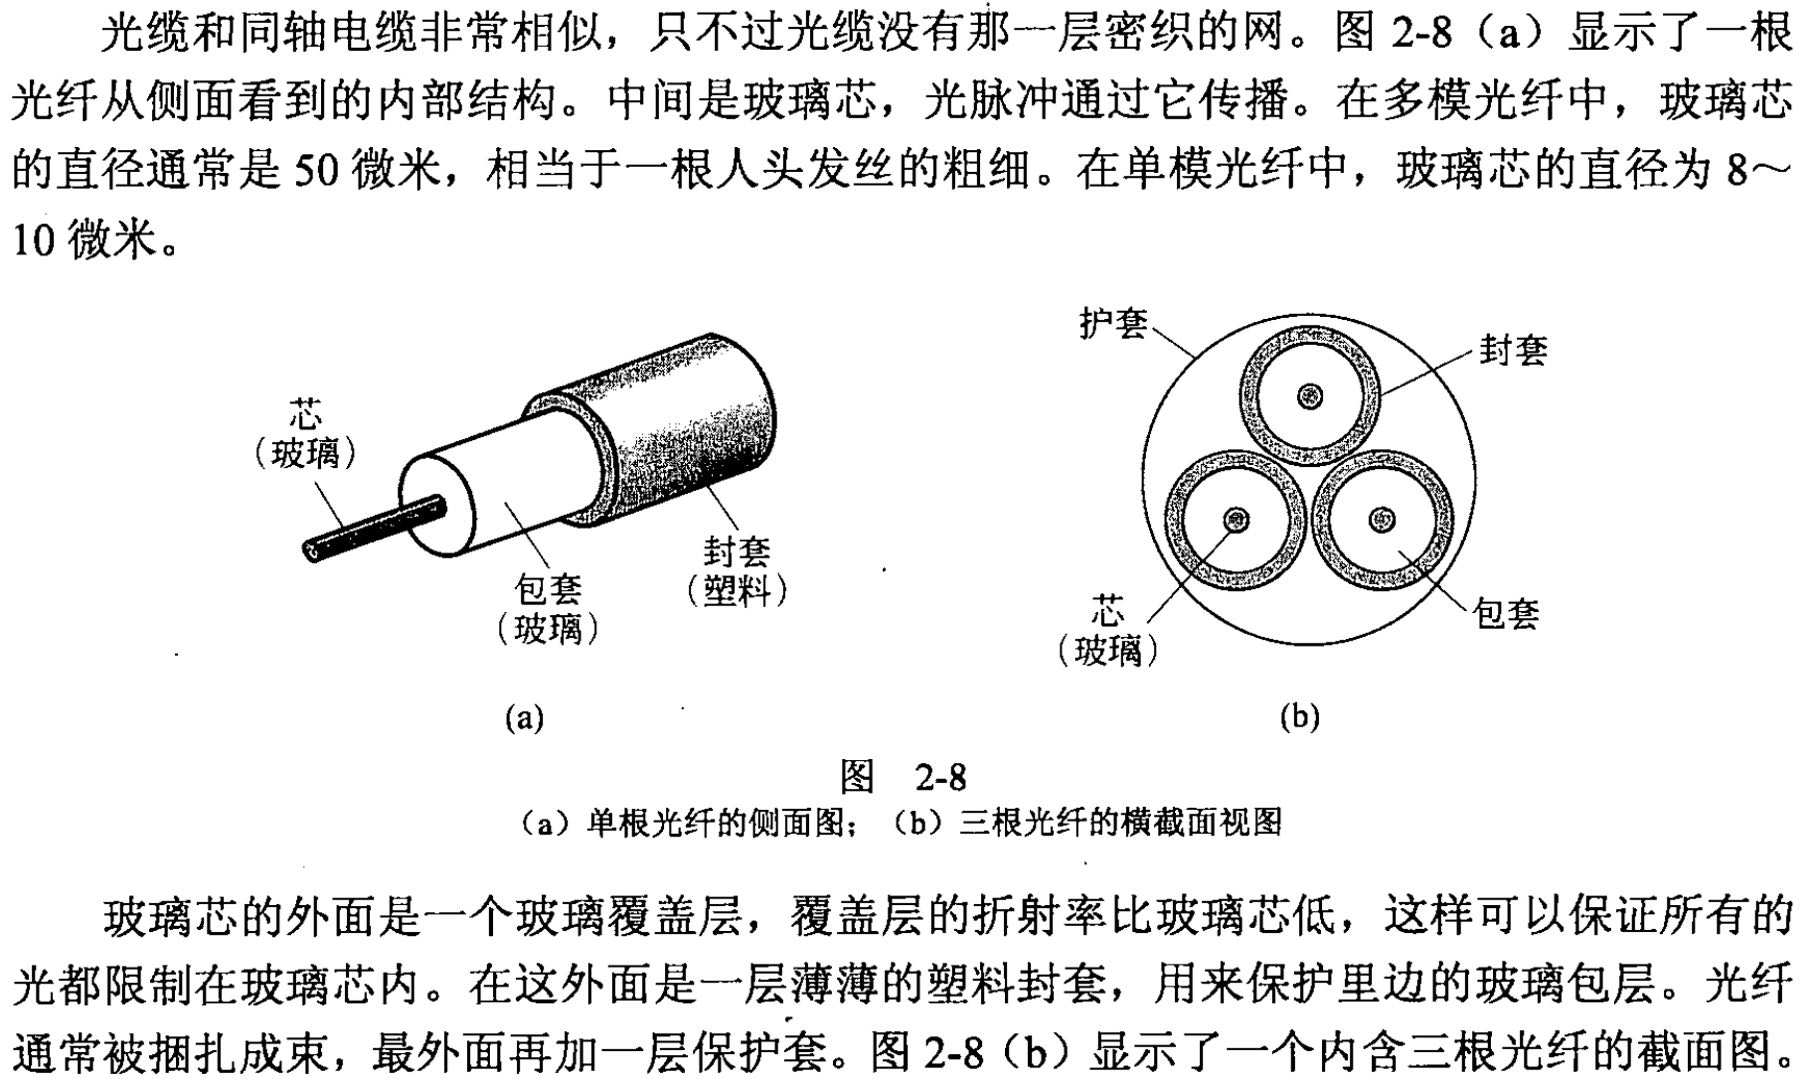 光缆和同轴电缆非常相似，只不过光缆没有那一层密织的网。图 2-8（a）显示了一根
光纤从侧面看到的内部结构。中间是玻璃芯，光脉冲通过它传播。在多模光纤中，玻璃芯
的直径通常是 50 微米，相当于一根人头发丝的粗细。在单模光纤中，玻璃芯的直径为 8～
10 微米。
芯
（玻璃）
包套
（玻璃）
封套
（塑料）
(a)
护套
封套
芯
（玻璃）
包套
(b)
图 2-8
（a）单根光纤的侧面图；（b）三根光纤的横截面视图
玻璃芯的外面是一个玻璃覆盖层，覆盖层的折射率比玻璃芯低，这样可以保证所有的
光都限制在玻璃芯内。在这外面是一层薄薄的塑料封套，用来保护里边的玻璃包层。光纤
通常被捆扎成束，最外面再加一层保护套。图 2-8（b）显示了一个内含三根光纤的截面图。